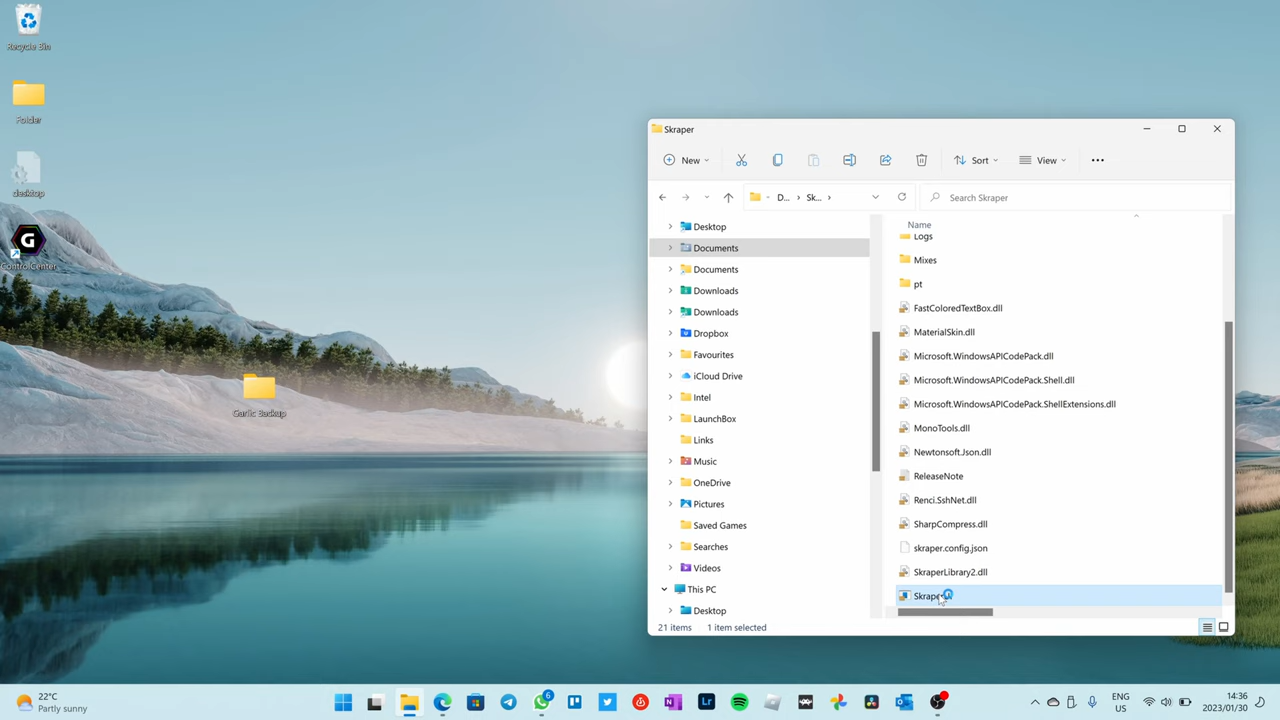 Recycle Bin
Folder
desktop
G
ControlCenter
Garlic Backup
Skraper
New
Sort
View
D...
Sk...
Search Skraper
Desktop
Documents
Documents
Downloads
Downloads
Dropbox
Favourites
iCloud Drive
Intel
LaunchBox
Links
Music
OneDrive
Pictures
Saved Games
Searches
Videos
This PC
Desktop
Name
Logs
Mixes
pt
FastColoredTextBox.dll
MaterialSkin.dll
Microsoft.WindowsAPICodePack.dll
Microsoft.WindowsAPICodePack.Shell.dll
Microsoft.WindowsAPICodePack.ShellExtensions.dll
MonoTools.dll
Newtonsoft.Json.dll
ReleaseNote
Renci.SshNet.dll
SharpCompress.dll
skraper.config.json
SkraperLibrary2.dll
21 items
1 item selected
22°C
Partly sunny
6
N
Lr
ENG
US
14:36
2023/01/30